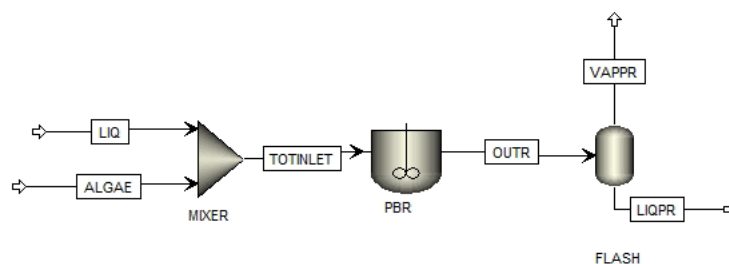 VAPPR
LIQ
TOTINLET
OUTR
ALGAE
MIXER
PBR
LIQPR
FLASH